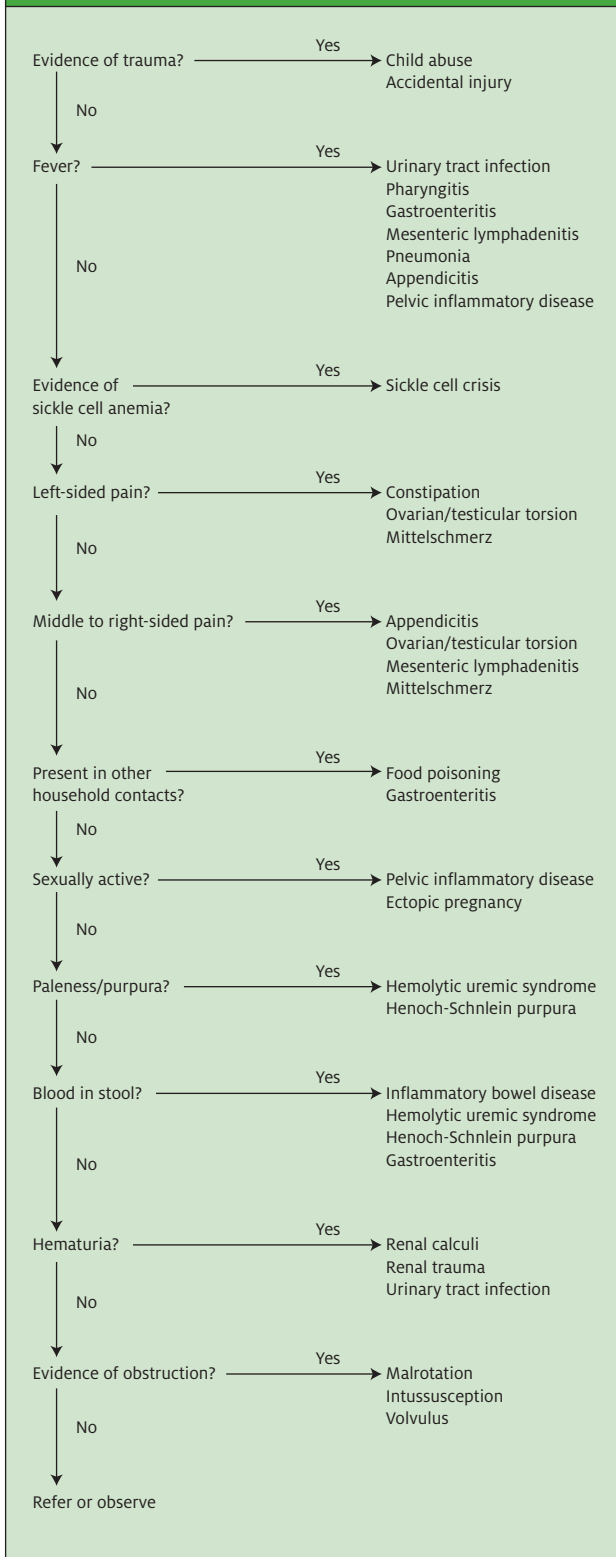 Yes
Evidence of trauma? Child abuse
Accidental injury
No
Yes
Fever? Urinary tract infection
Pharyngitis
Gastroenteritis
Mesenteric lymphadenitis
No Pneumonia
Appendicitis
Pelvic inflammatory disease
Yes
Evidence of Sickle cell crisis
sickle cell anemia?
No
Yes
Left-sided pain? Constipation
Ovarian/testicular torsion
No Mittelschmerz
Yes
Middle to right-sided pain? Appendicitis
Ovarian/testicular torsion
Mesenteric lymphadenitis
No Mittelschmerz
Yes
Present in other Food poisoning
household contacts? Gastroenteritis
No
Yes
Sexually active? Pelvic inflammatory disease
Ectopic pregnancy
No
Yes
Paleness/purpura? Hemolytic uremic syndrome
Henoch-Schnlein purpura
No
Yes
Blood in stool? Inflammatory bowel disease
Hemolytic uremic syndrome
Henoch-Schnlein purpura
No Gastroenteritis
Yes
Hematuria? Renal calculi
Renal trauma
No Urinary tract infection
Yes
Evidence of obstruction? Malrotation
Intussusception
No Volvulus
Refer or observe